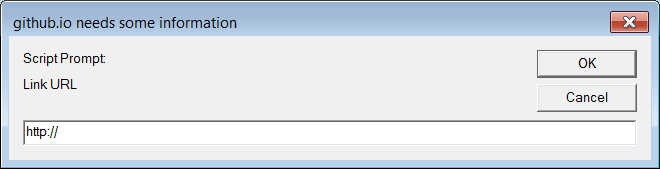 github.io needs some information
Script Prompt:
OK
Link URL
Cancel
http://